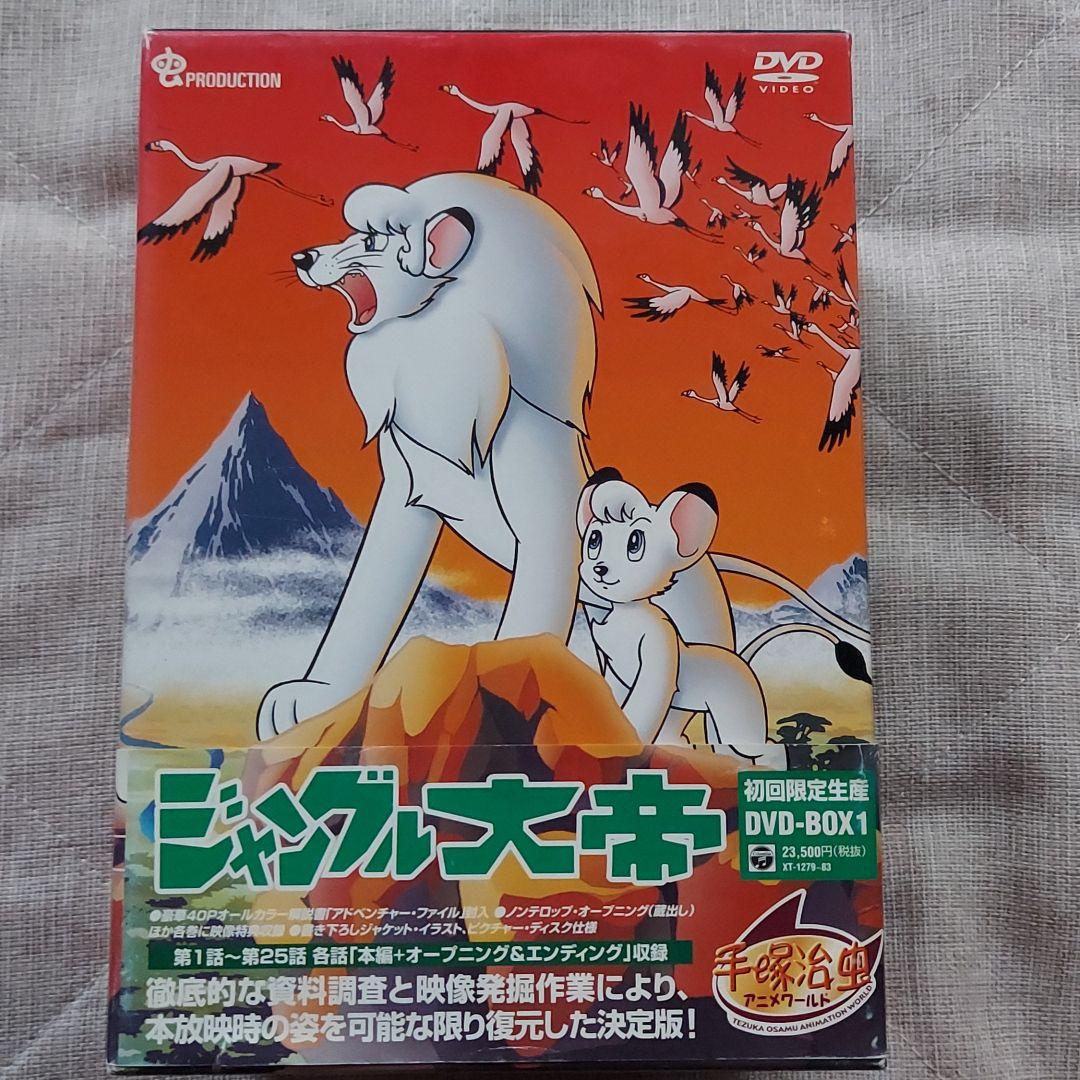 虫 PRODUCTION
DVD
VIDEO
ジャングル大帝
初回限定生産
DVD-BOX1
23,500円(税抜)
XT-1279~83
●豪華40Pオールカラー解説書「アドベンチャー・ファイル」封入 ●ノンテロップ・オープニング(蔵出し)
ほか各巻に映像特典収録 ●描き下ろしジャケット・イラスト、ピクチャー・ディスク仕様
第1話~第25話 各話「本編+オープニング&エンディング」収録
徹底的な資料調査と映像発掘作業により、
本放映時の姿を可能な限り復元した決定版!
手塚治虫
アニメワールド
TEZUKA OSAMU ANIMATION WORLD